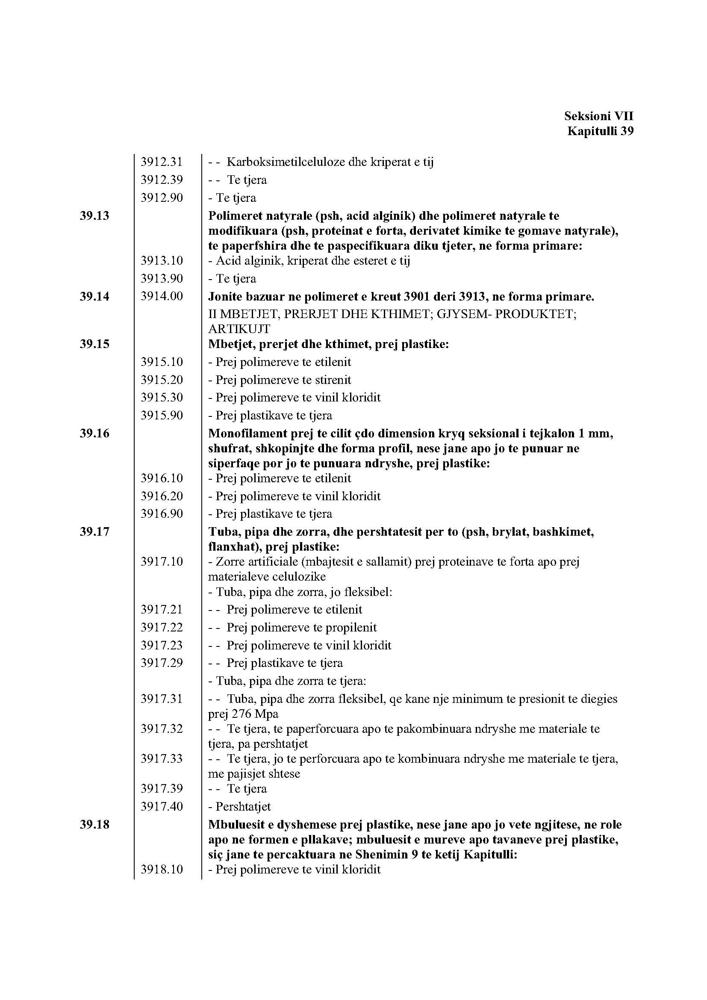 Seksioni VII
Kapitulli 39
3912.31 - - Karboksimetilceluloze dhe kriperat e tij
3912.39 - - Te tjera
3912.90 - Te tjera
39.13 Polimeret natyrale (psh, acid alginik) dhe polimeret natyrale te
modifikuara (psh, proteinat e forta, derivatet kimike te gomave natyrale),
te paperfshira dhe te paspecifikuara diku tjeter, ne forma primare:
3913.10 - Acid alginik, kriperat dhe esteret e tij
3913.90 - Te tjera
39.14 3914.00 Jonite bazuar ne polimeret e kreut 3901 deri 3913, ne forma primare.
II MBETJET, PRERJET DHE KTHIMET; GJYSEM- PRODUKTET;
ARTIKUJT
39.15 Mbetjet, prerjet dhe kthimet, prej plastike:
3915.10 - Prej polimereve te etilenit
3915.20 - Prej polimereve te stirenit
3915.30 - Prej polimereve te vinil kloridit
3915.90 - Prej plastikave te tjera
39.16 Monofilament prej te cilit çdo dimension kryq seksional i tejkalon 1 mm,
shufrat, shkopinjte dhe forma profil, nese jane apo jo te punuar ne
siperfaqe por jo te punuara ndryshe, prej plastike:
3916.10 - Prej polimereve te etilenit
3916.20 - Prej polimereve te vinil kloridit
3916.90 - Prej plastikave te tjera
39.17 Tuba, pipa dhe zorra, dhe pershtatesit per to (psh, brylat, bashkimet,
flanxhat), prej plastike:
3917.10 - Zorre artificiale (mbajtesit e sallamit) prej proteinave te forta apo prej
materialeve celulozike
- Tuba, pipa dhe zorra, jo fleksibel:
3917.21 - - Prej polimereve te etilenit
3917.22 - - Prej polimereve te propilenit
3917.23 - - Prej polimereve te vinil kloridit
3917.29 - - Prej plastikave te tjera
- Tuba, pipa dhe zorra te tjera:
3917.31 - - Tuba, pipa dhe zorra fleksibel, qe kane nje minimum te presionit te diegies
prej 276 Mpa
3917.32 - - Te tjera, te paperforcuara apo te pakombinuara ndryshe me materiale te
tjera, pa pershtatjet
3917.33 - - Te tjera, jo te perforcuara apo te kombinuara ndryshe me materiale te tjera,
me pajisjet shtese
3917.39 - - Te tjera
3917.40 - Pershtatjet
39.18 Mbuluesit e dyshemese prej plastike, nese jane apo jo vete ngjitese, ne role
apo ne formen e pllakave; mbuluesit e mureve apo tavaneve prej plastike,
siç jane te percaktuara ne Shenimin 9 te ketij Kapitulli:
3918.10 - Prej polimereve te vinil kloridit